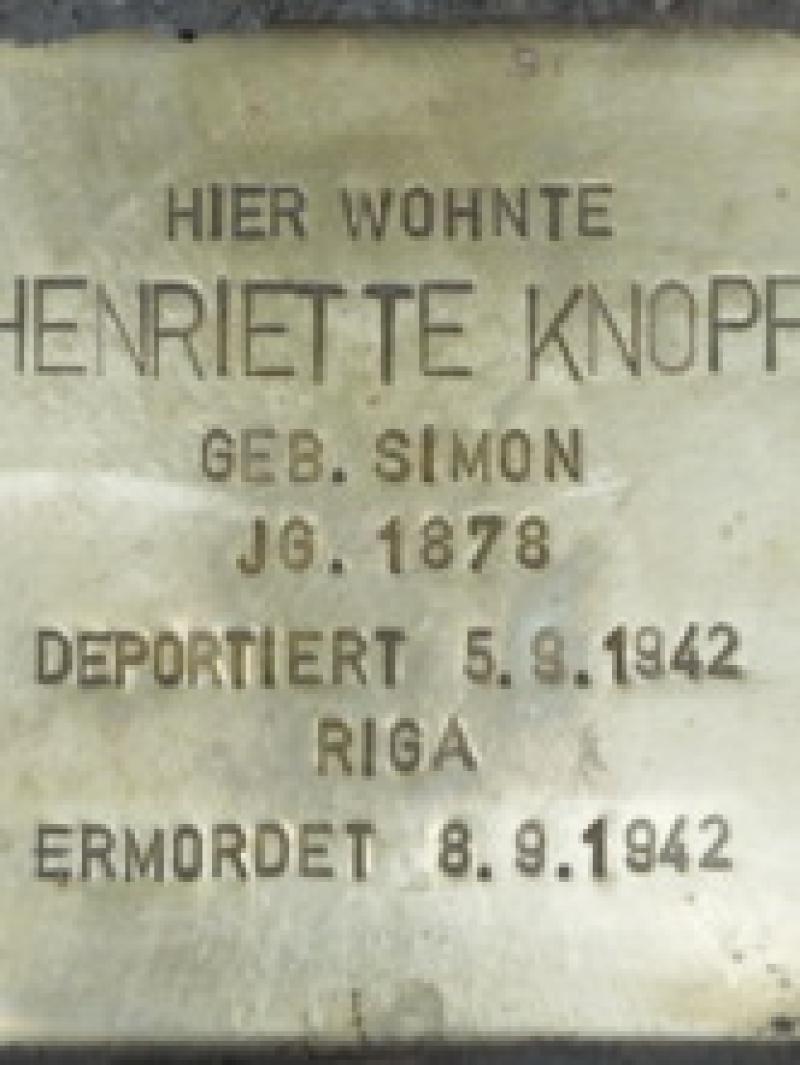 HIER WOHNTE
HENRIETTE KNOPF
GEB. SIMON
JG. 1878
DEPORTIERT 5.9.1942
RIGA
ERMORDET 8.9.1942